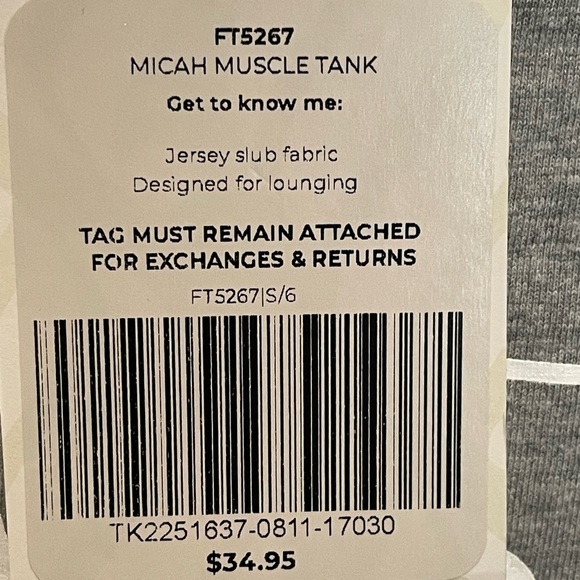 FT5267
MICAH MUSCLE TANK
Get to know me:
Jersey slub fabric
Designed for lounging
TAG MUST REMAIN ATTACHED
FOR EXCHANGES & RETURNS
FT5267|S/6
TK2251637-0811-17030
$34.95